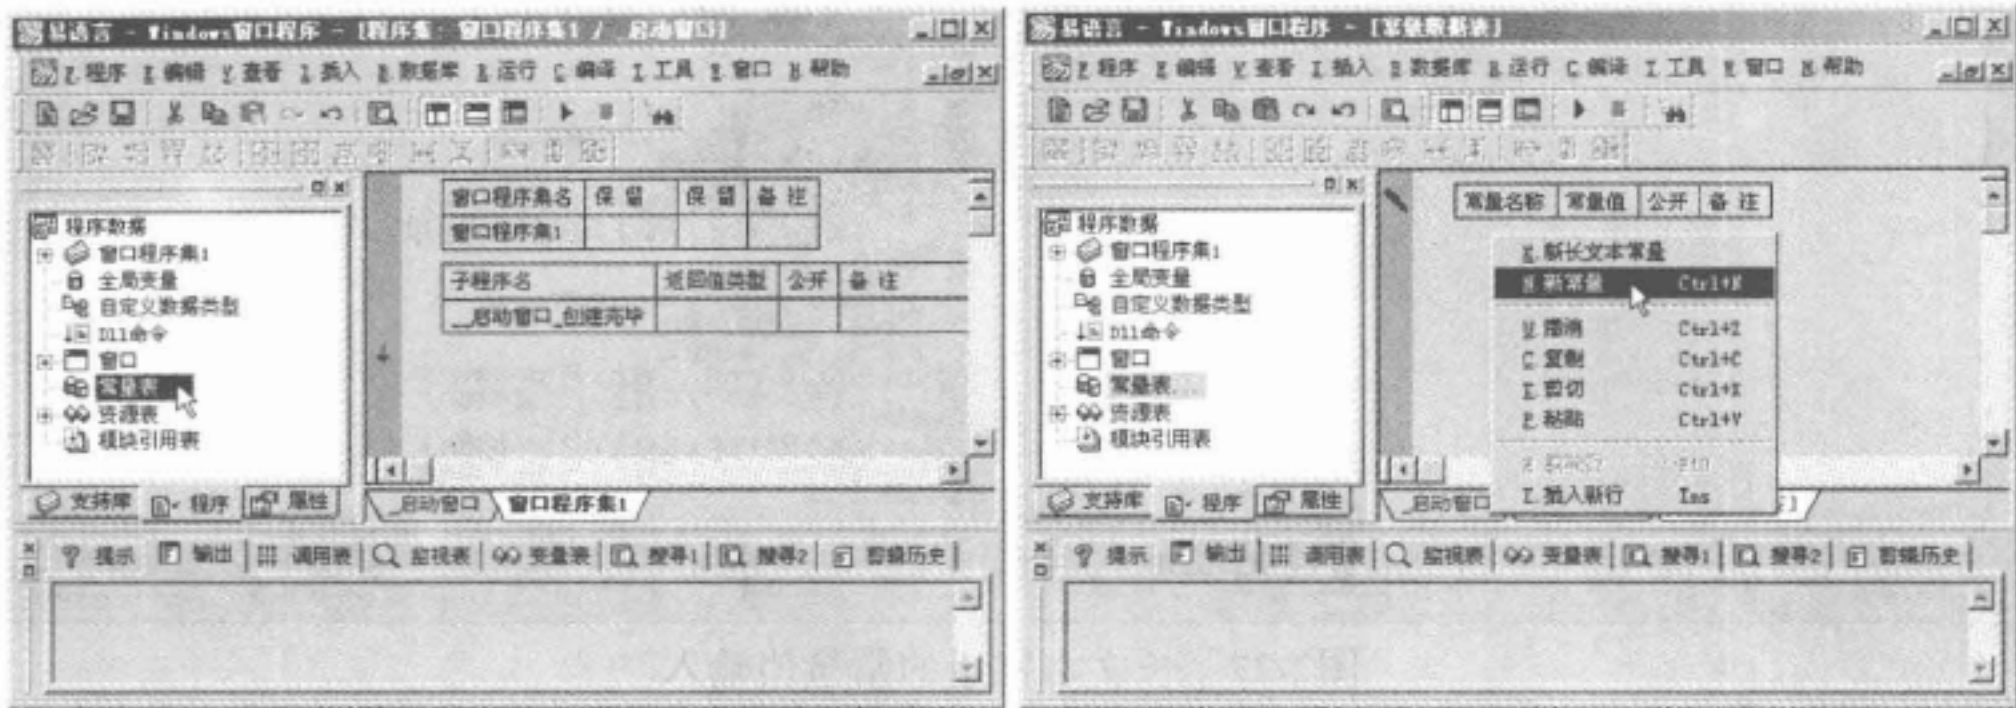 易语言 - Windows窗口程序 - [程序集: 窗口程序集1 / _启动窗口]
程序 编辑 查看 插入 数据库 运行 编译 工具 窗口 帮助
程序数据
窗口程序集1
全局变量
自定义数据类型
Dll命令
窗口
常量表
资源表
模块引用表
支持库 程序 属性
窗口程序集名 保 留 保 留 备 注
窗口程序集1
子程序名 返回值类型 公开 备 注
__启动窗口_创建完毕
_启动窗口 窗口程序集1
提示 输出 调用表 监视表 变量表 搜寻1 搜寻2 剪辑历史
易语言 - Windows窗口程序 - [常量数据表]
程序 编辑 查看 插入 数据库 运行 编译 工具 窗口 帮助
程序数据
窗口程序集1
全局变量
自定义数据类型
Dll命令
窗口
常量表...
资源表
模块引用表
支持库 程序 属性
常量名称 常量值 公开 备 注
新长文本常量
N.新常量 Ctrl+N
U.撤消 Ctrl+Z
C.复制 Ctrl+C
T.剪切 Ctrl+X
P.粘贴 Ctrl+V
I.插入新行 Ins
_启动窗口
提示 输出 调用表 监视表 变量表 搜寻1 搜寻2 剪辑历史